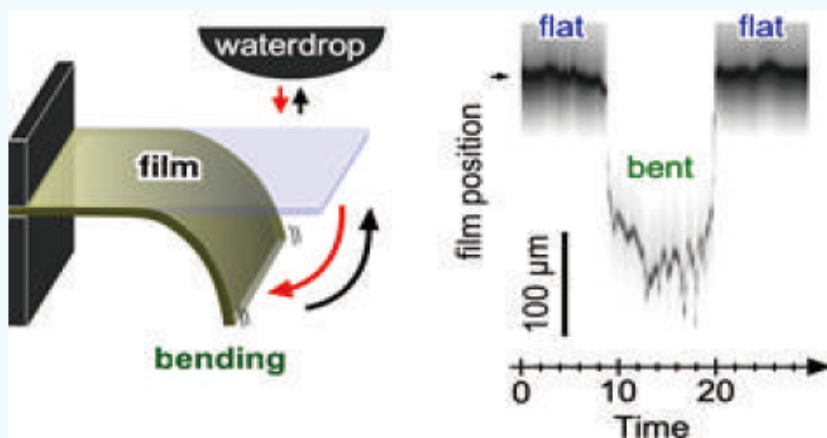 waterdrop
film
bending
flat
flat
bent
film position
100 µm
0 10 20
Time